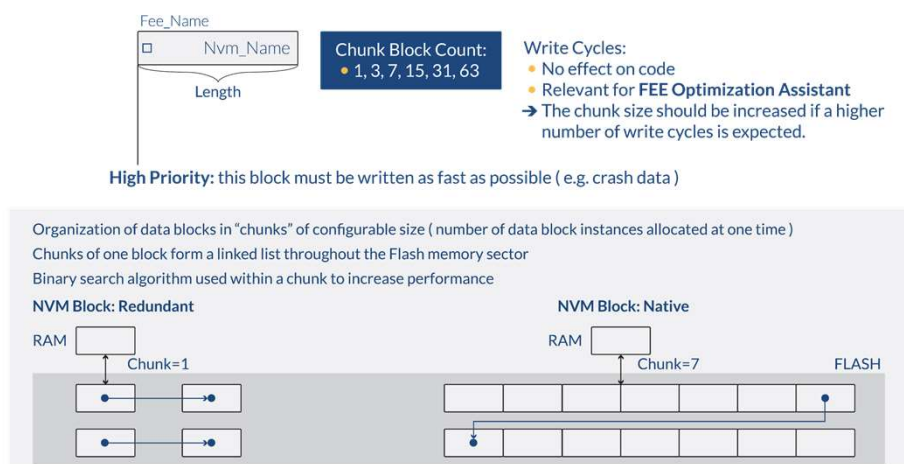 Fee_Name
Nvm_Name
Length
Chunk Block Count:
• 1, 3, 7, 15, 31, 63
Write Cycles:
• No effect on code
• Relevant for FEE Optimization Assistant
➔ The chunk size should be increased if a higher
number of write cycles is expected.
High Priority: this block must be written as fast as possible ( e.g. crash data )
Organization of data blocks in “chunks” of configurable size ( number of data block instances allocated at one time )
Chunks of one block form a linked list throughout the Flash memory sector
Binary search algorithm used within a chunk to increase performance
NVM Block: Redundant
NVM Block: Native
RAM
RAM
Chunk=1
Chunk=7
FLASH